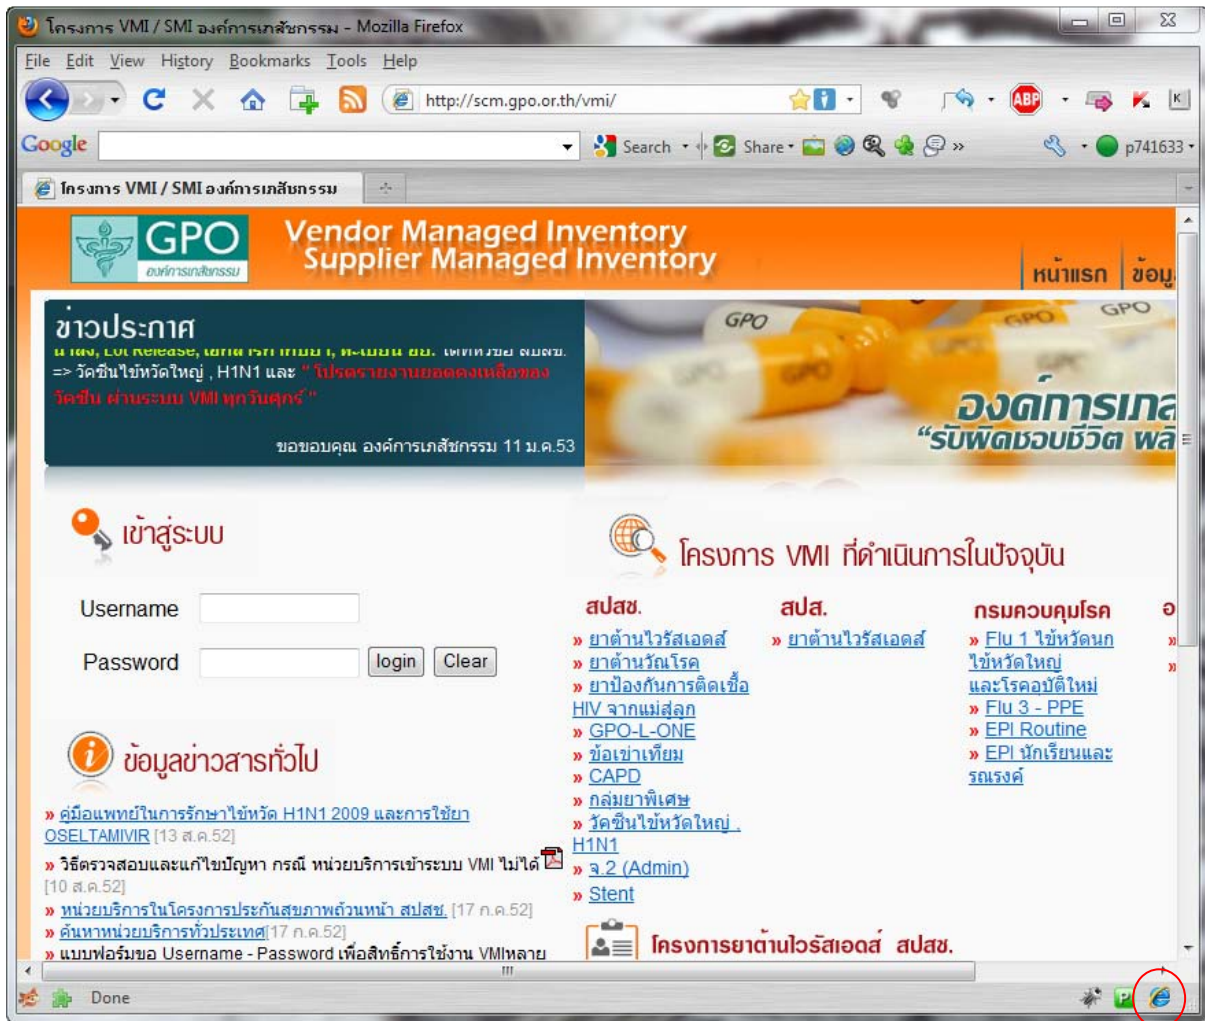 โครงการ VMI / SMI องค์การเภสัชกรรม - Mozilla Firefox
File Edit View History Bookmarks Tools Help
http://scm.gpo.or.th/vmi/
ABP
K
Google
Search
Share
»
p741633
โครงการ VMI / SMI องค์การเภสัชกรรม
GPO
องค์การเภสัชกรรม
Vendor Managed Inventory
Supplier Managed Inventory
หน้าแรก
ข่าวประกาศ
=> วัคซีนไข้หวัดใหญ่ , H1N1 และ " โปรดรายงานยอดคงเหลือของ
วัคซีน ผ่านระบบ VMI ทุกวันศุกร์ "
ขอขอบคุณ องค์การเภสัชกรรม 11 ม.ค.53
GPO
GPO
GPO
GPO
GPO
เข้าสู่ระบบ
Username
Password
login Clear
ข้อมูลข่าวสารทั่วไป
» คู่มือแพทย์ในการรักษาไข้หวัด H1N1 2009 และการใช้ยา
OSELTAMIVIR [13 ส.ค.52]
» วิธีตรวจสอบและแก้ไขปัญหา กรณี หน่วยบริการเข้าระบบ VMI ไม่ได้
[10 ส.ค.52]
» หน่วยบริการในโครงการประกันสุขภาพถ้วนหน้า สปสช. [17 ก.ค.52]
» ค้นหาหน่วยบริการทั่วประเทศ[17 ก.ค.52]
» แบบฟอร์มขอ Username - Password เพื่อสิทธิ์การใช้งาน VMIหลาย
โครงการ VMI ที่ดำเนินการในปัจจุบัน
สปสช.
» ยาต้านไวรัสเอดส์
» ยาต้านวัณโรค
» ยาป้องกันการติดเชื้อ
HIV จากแม่สู่ลูก
» GPO-L-ONE
» ข้อเข่าเทียม
» CAPD
» กลุ่มยาพิเศษ
» วัคซีนไข้หวัดใหญ่ ,
H1N1
» จ.2 (Admin)
» Stent
สปส.
» ยาต้านไวรัสเอดส์
กรมควบคุมโรค
» Flu 1 ไข้หวัดนก
ไข้หวัดใหญ่
และโรคอุบัติใหม่
» Flu 3 - PPE
» EPI Routine
» EPI นักเรียนและ
รณรงค์
โครงการยาต้านไวรัสเอดส์ สปสช.
Done